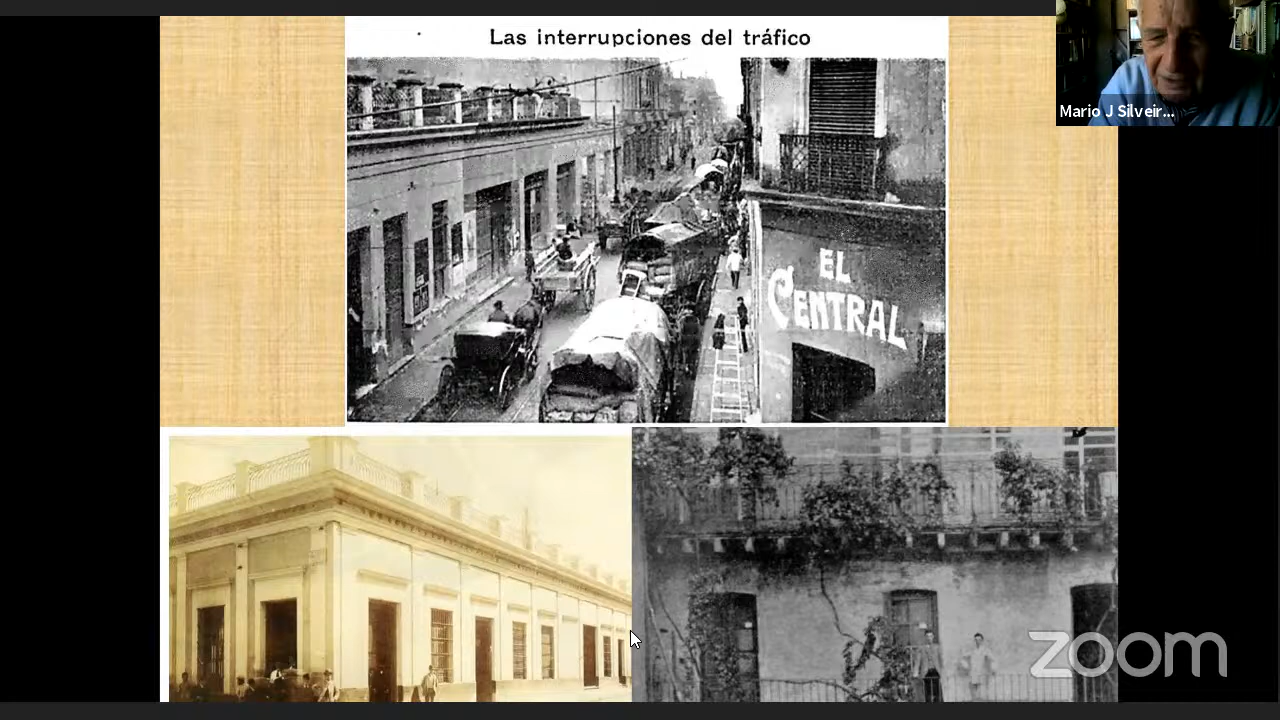 Las interrupciones del tráfico
Mario J Silveir...
EL
CENTRAL
zoom